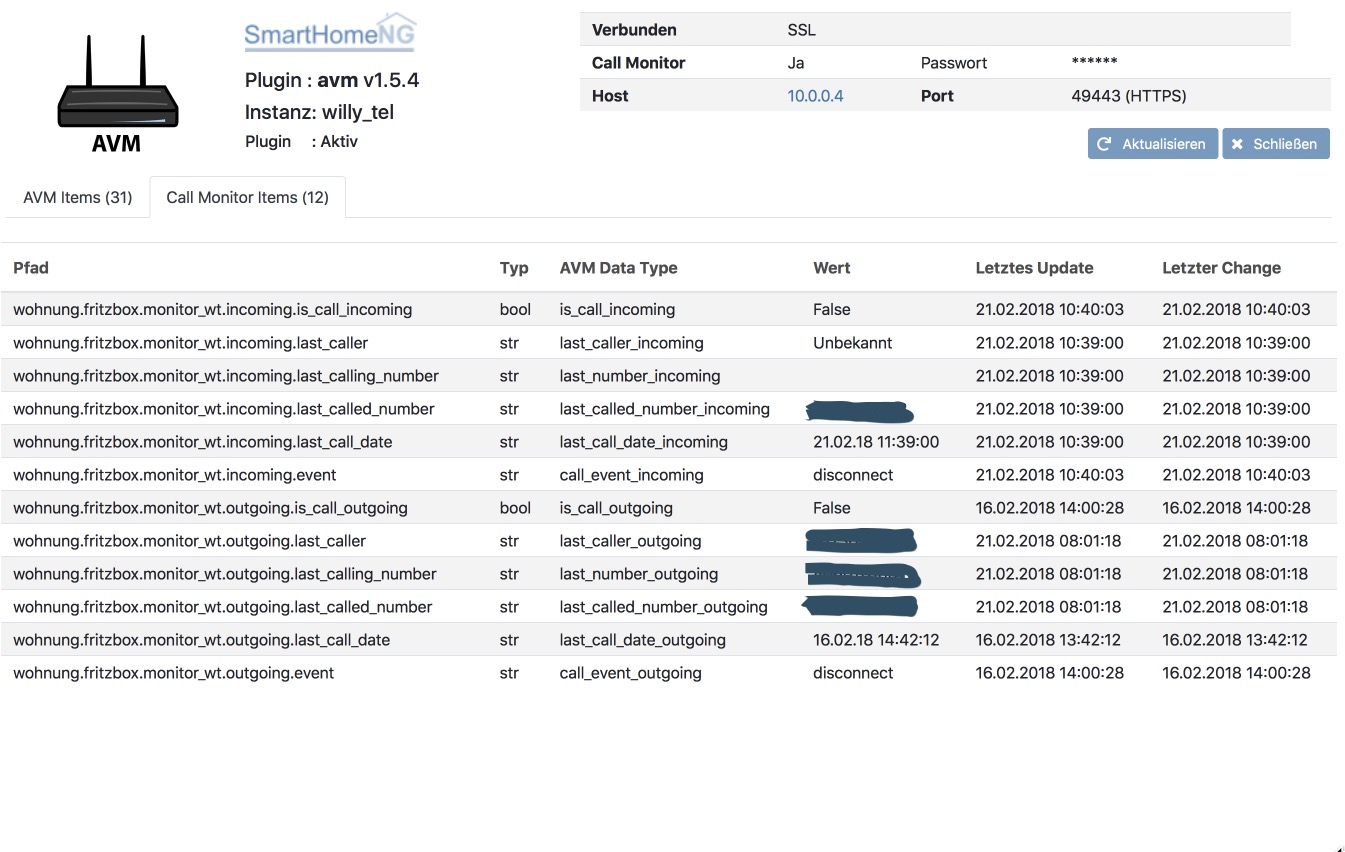 SmartHomeNG
Plugin : avm v1.5.4
Instanz: willy_tel
Plugin : Aktiv
AVM
Verbunden SSL
Call Monitor Ja Passwort ******
Host 10.0.0.4 Port 49443 (HTTPS)
Aktualisieren Schließen
AVM Items (31) Call Monitor Items (12)
Pfad Typ AVM Data Type Wert Letztes Update Letzter Change
wohnung.fritzbox.monitor_wt.incoming.is_call_incoming bool is_call_incoming False 21.02.2018 10:40:03 21.02.2018 10:40:03
wohnung.fritzbox.monitor_wt.incoming.last_caller str last_caller_incoming Unbekannt 21.02.2018 10:39:00 21.02.2018 10:39:00
wohnung.fritzbox.monitor_wt.incoming.last_calling_number str last_number_incoming 21.02.2018 10:39:00 21.02.2018 10:39:00
wohnung.fritzbox.monitor_wt.incoming.last_called_number str last_called_number_incoming 21.02.2018 10:39:00 21.02.2018 10:39:00
wohnung.fritzbox.monitor_wt.incoming.last_call_date str last_call_date_incoming 21.02.18 11:39:00 21.02.2018 10:39:00 21.02.2018 10:39:00
wohnung.fritzbox.monitor_wt.incoming.event str call_event_incoming disconnect 21.02.2018 10:40:03 21.02.2018 10:40:03
wohnung.fritzbox.monitor_wt.outgoing.is_call_outgoing bool is_call_outgoing False 16.02.2018 14:00:28 16.02.2018 14:00:28
wohnung.fritzbox.monitor_wt.outgoing.last_caller str last_caller_outgoing 21.02.2018 08:01:18 21.02.2018 08:01:18
wohnung.fritzbox.monitor_wt.outgoing.last_calling_number str last_number_outgoing 21.02.2018 08:01:18 21.02.2018 08:01:18
wohnung.fritzbox.monitor_wt.outgoing.last_called_number str last_called_number_outgoing 21.02.2018 08:01:18 21.02.2018 08:01:18
wohnung.fritzbox.monitor_wt.outgoing.last_call_date str last_call_date_outgoing 16.02.18 14:42:12 16.02.2018 13:42:12 16.02.2018 13:42:12
wohnung.fritzbox.monitor_wt.outgoing.event str call_event_outgoing disconnect 16.02.2018 14:00:28 16.02.2018 14:00:28